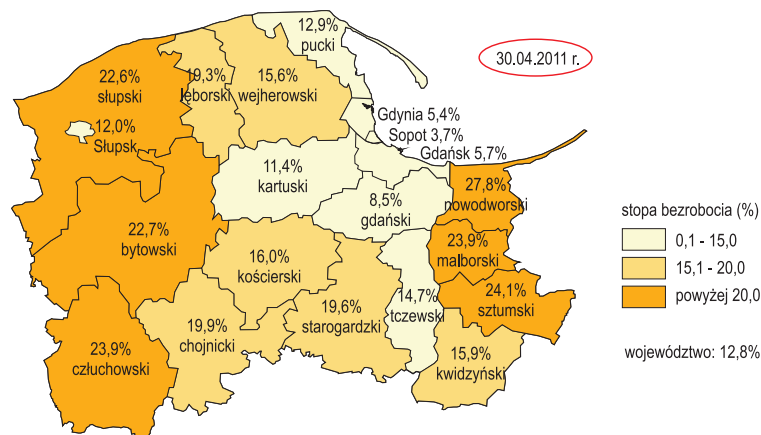 12,9%
pucki
30.04.2011 r.
22,6%
słupski
19,3%
lęborski
15,6%
wejherowski
12,0%
Słupsk
Gdynia 5,4%
Sopot 3,7%
Gdańsk 5,7%
11,4%
kartuski
8,5%
gdański
27,8%
nowodworski
22,7%
bytowski
16,0%
kościerski
23,9%
malborski
24,1%
sztumski
19,9%
chojnicki
19,6%
starogardzki
14,7%
tczewski
23,9%
człuchowski
15,9%
kwidzyński
stopa bezrobocia (%)
0,1 - 15,0
15,1 - 20,0
powyżej 20,0
województwo: 12,8%